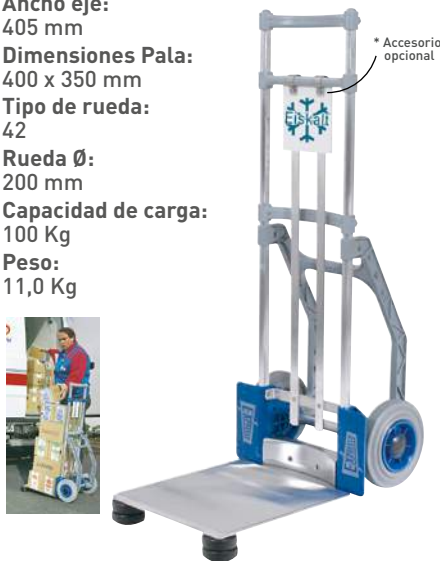 Ancho eje:
405 mm
Dimensiones Pala:
400 x 350 mm
Tipo de rueda:
42
Rueda Ø:
200 mm
Capacidad de carga:
100 Kg
Peso:
11,0 Kg
* Accesorio
opcional
Eiskalt